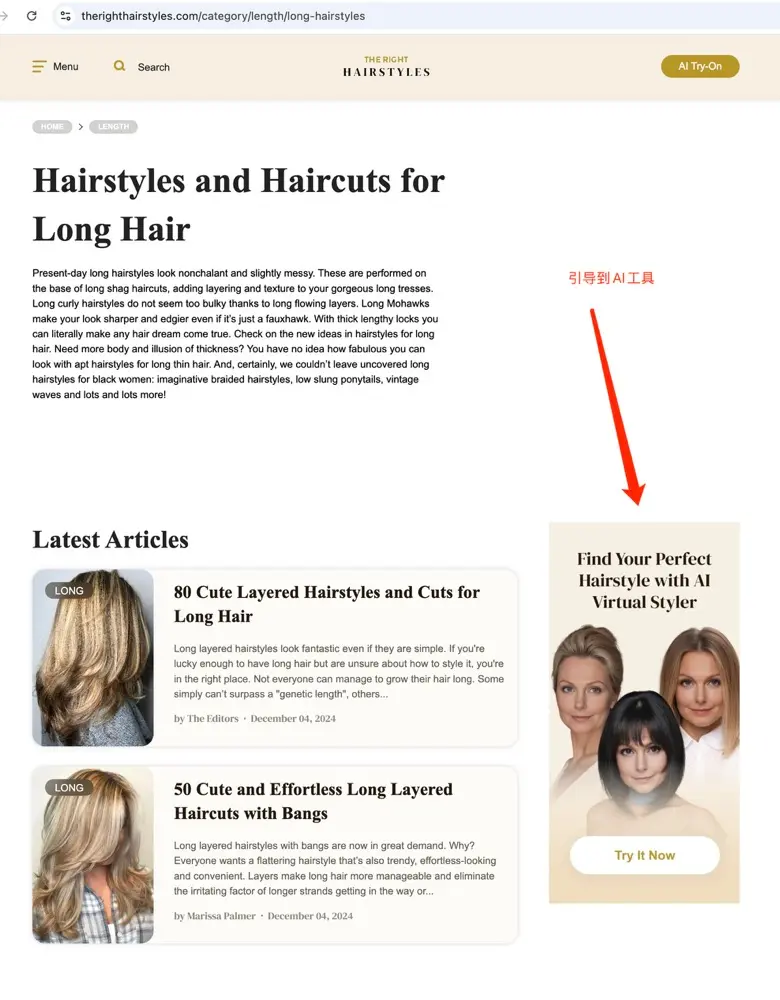 therighthairstyles.com/category/length/long-hairstyles
Menu
Search
THE RIGHT
HAIRSTYLES
AI Try-On
HOME
LENGTH
Hairstyles and Haircuts for
Long Hair
Present-day long hairstyles look nonchalant and slightly messy. These are performed on
the base of long shag haircuts, adding layering and texture to your gorgeous long tresses.
Long curly hairstyles do not seem too bulky thanks to long flowing layers. Long Mohawks
make your look sharper and edgier even if it's just a fauxhawk. With thick lengthy locks you
can literally make any hair dream come true. Check on the new ideas in hairstyles for long
hair. Need more body and illusion of thickness? You have no idea how fabulous you can
look with apt hairstyles for long thin hair. And, certainly, we couldn't leave uncovered long
hairstyles for black women: imaginative braided hairstyles, low slung ponytails, vintage
waves and lots and lots more!
引导到AI工具
Latest Articles
LONG
80 Cute Layered Hairstyles and Cuts for
Long Hair
Long layered hairstyles look fantastic even if they are simple. If you're
lucky enough to have long hair but are unsure about how to style it, you're
in the right place. Not everyone can manage to grow their hair long. Some
simply can't surpass a "genetic length", others...
by The Editors · December 04, 2024
LONG
50 Cute and Effortless Long Layered
Haircuts with Bangs
Long layered hairstyles with bangs are now in great demand. Why?
Everyone wants a flattering hairstyle that's also trendy, effortless-looking
and convenient. Layers make long hair more manageable and eliminate
the irritating factor of longer strands getting in the way or...
by Marissa Palmer · December 04, 2024
Find Your Perfect
Hairstyle with AI
Virtual Styler
Try It Now